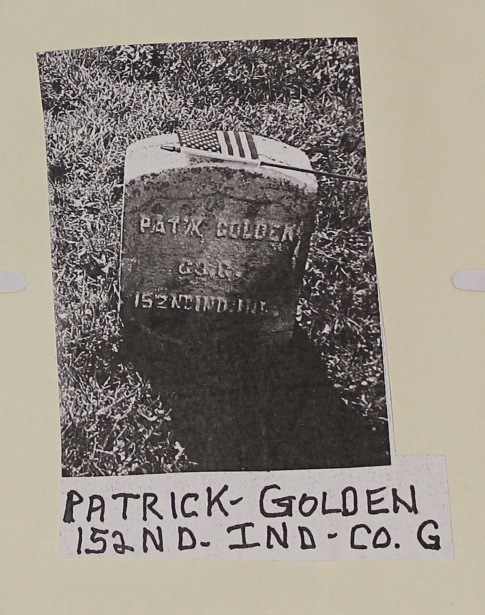 PAT'K GOLDEN
CO. G.
152ND IND. INF.
PATRICK- GOLDEN
152ND- IND- CO. G